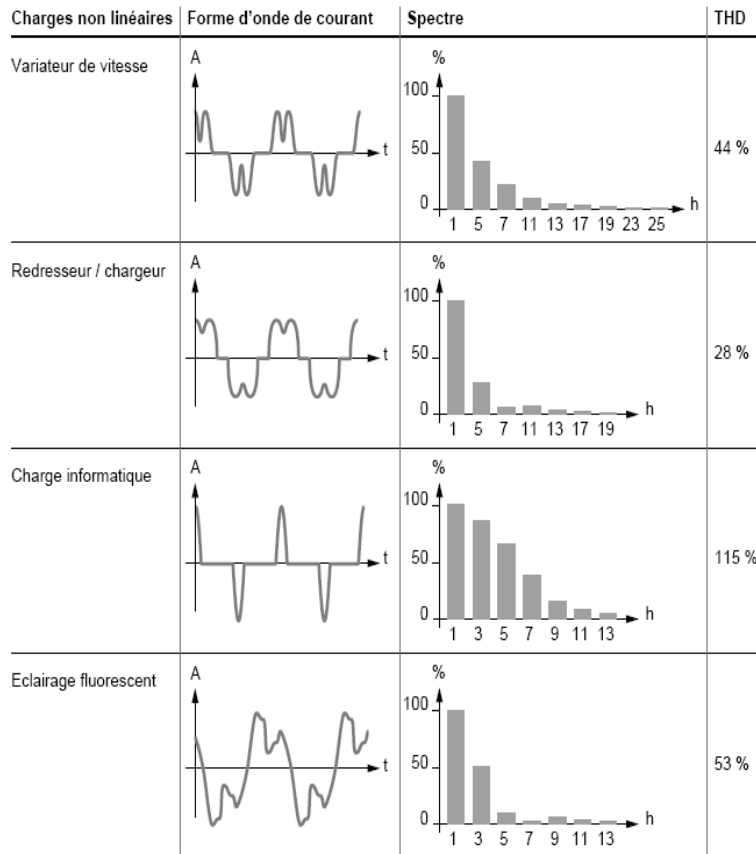 Charges non linéaires Forme d'onde de courant Spectre THD
Variateur de vitesse
A
t
%
100
50
0
1 5 7 11 13 17 19 23 25
h
44 %
Redresseur / chargeur
A
t
%
100
50
0
1 5 7 11 13 17 19
h
28 %
Charge informatique
A
t
%
100
50
0
1 3 5 7 9 11 13
h
115 %
Eclairage fluorescent
A
t
%
100
50
0
1 3 5 7 9 11 13
h
53 %